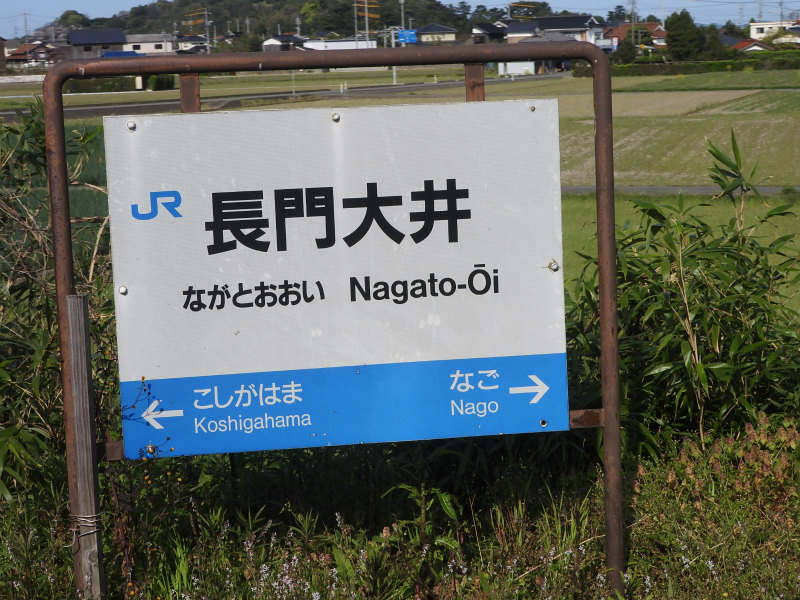 JR 長門大井
ながとおおい Nagato-Ōi
こしがはま なご
Koshigahama Nago